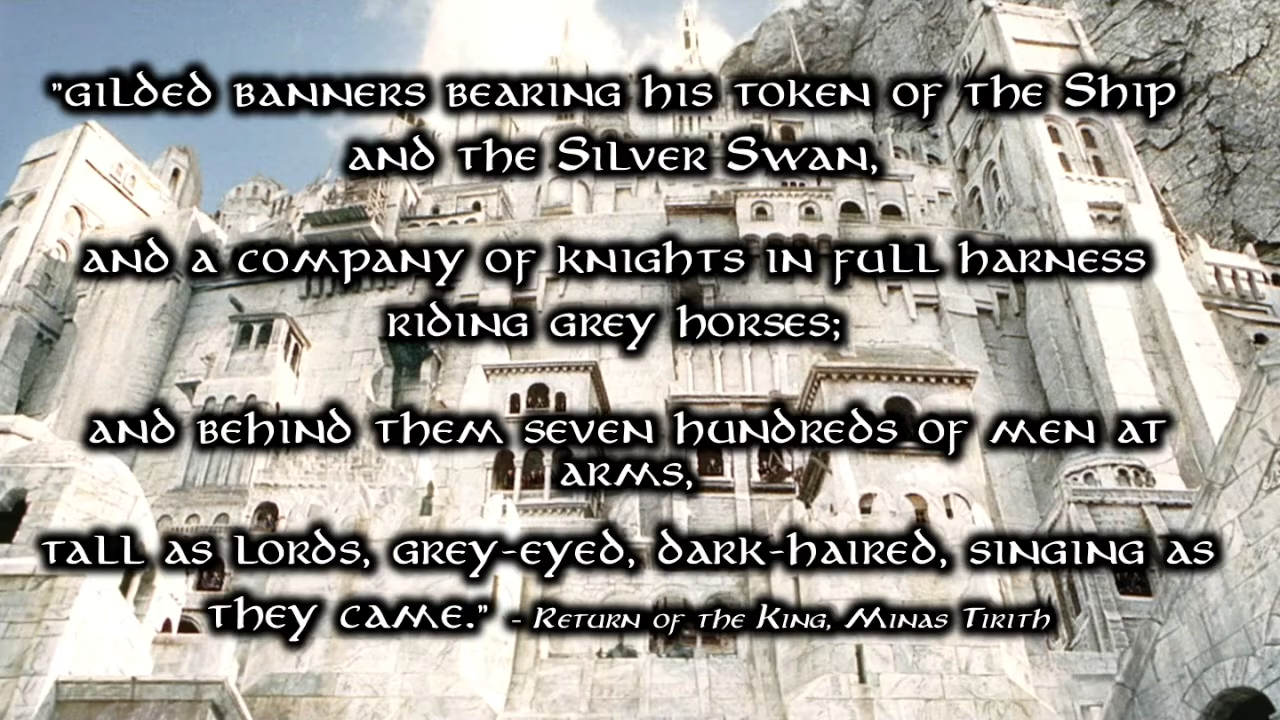 "Gilded banners bearing his token of the Ship
and the Silver Swan,
and a company of knights in full harness
riding grey horses;
and behind them seven hundreds of men at
arms,
tall as lords, grey-eyed, dark-haired, singing as
they came." - Return of the King, Minas Tirith